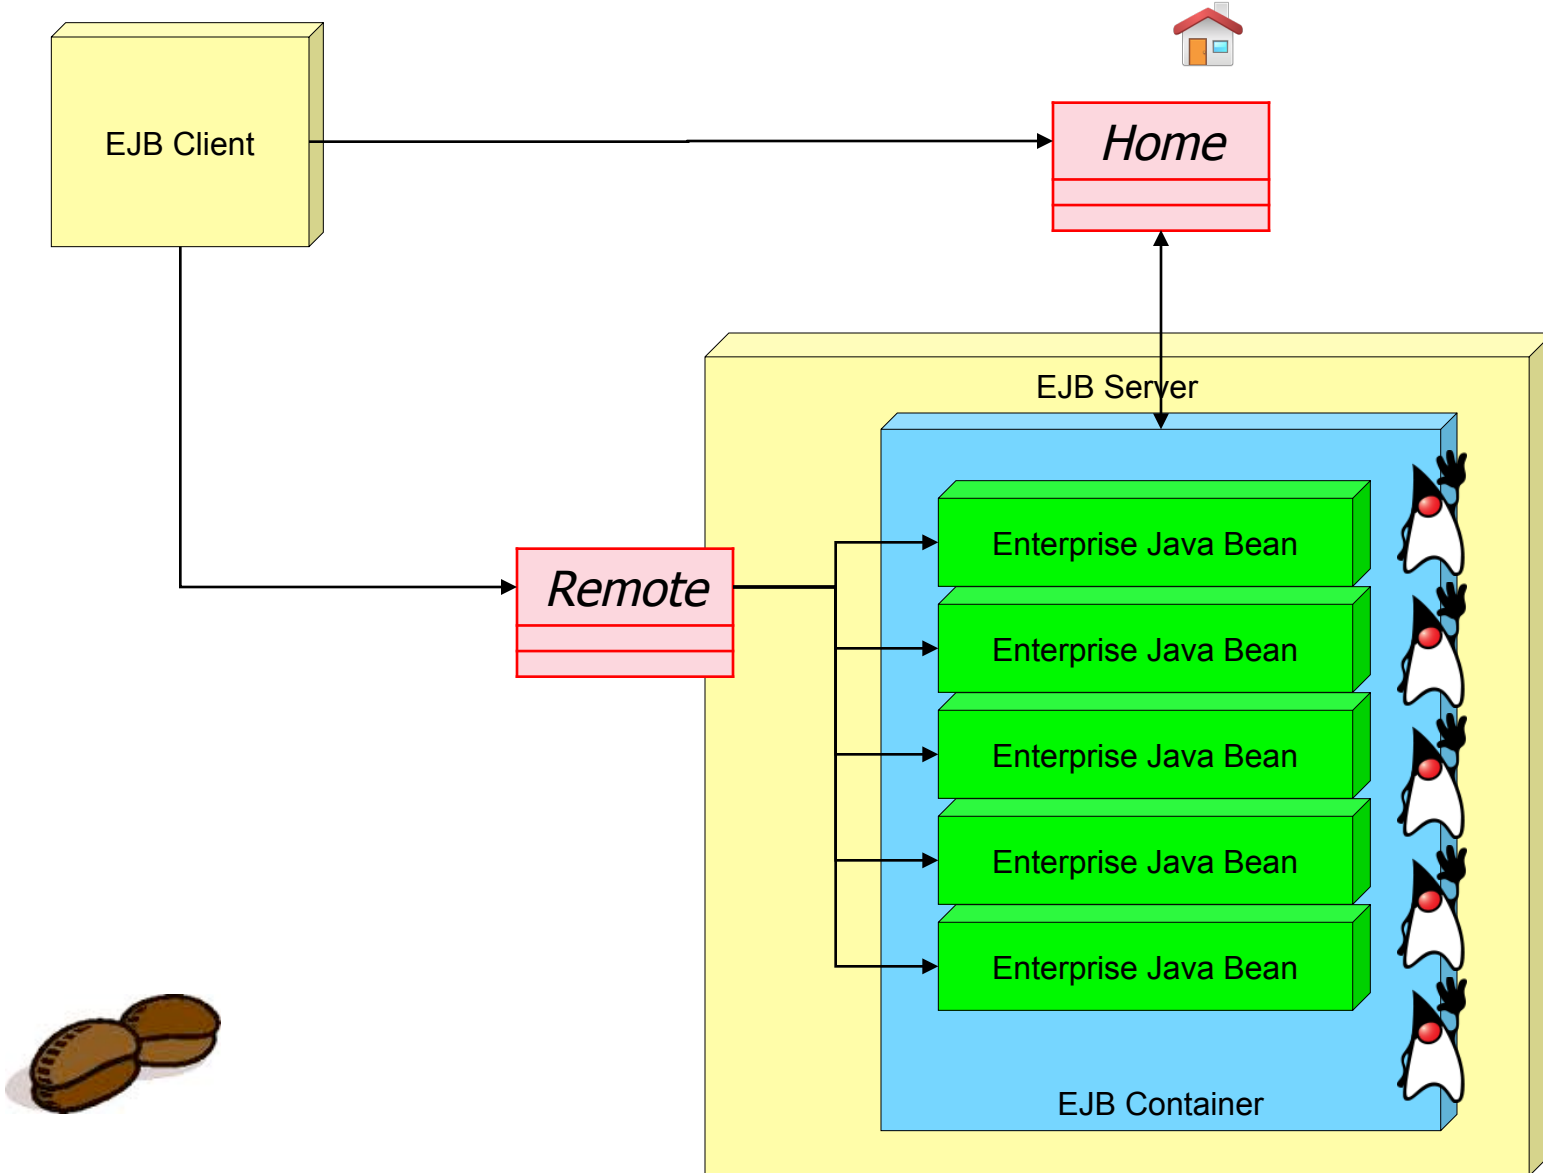 EJB Client
Home
EJB Server
Enterprise Java Bean
Remote
Enterprise Java Bean
Enterprise Java Bean
Enterprise Java Bean
Enterprise Java Bean
EJB Container